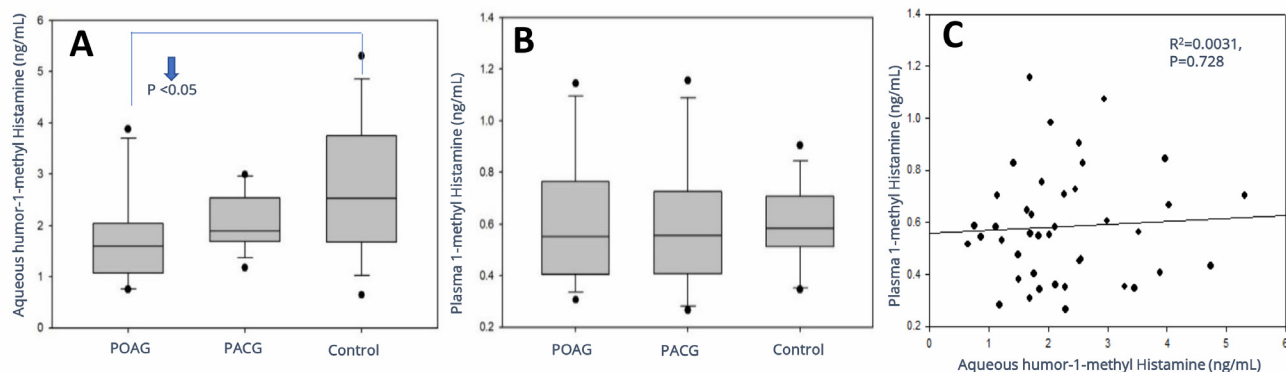 A
Aqueous humor-1-methyl Histamine (ng/mL)
6
5
4
3
2
1
0
P <0.05
POAG
PACG
Control
B
Plasma 1-methyl Histamine (ng/mL)
1.4
1.2
1.0
0.8
0.6
0.4
0.2
POAG
PACG
Control
C
Plasma 1-methyl Histamine (ng/mL)
1.4
1.2
1.0
0.8
0.6
0.4
0.2
R²=0.0031,
P=0.728
0 1 2 3 4 5 6
Aqueous humor-1-methyl Histamine (ng/mL)